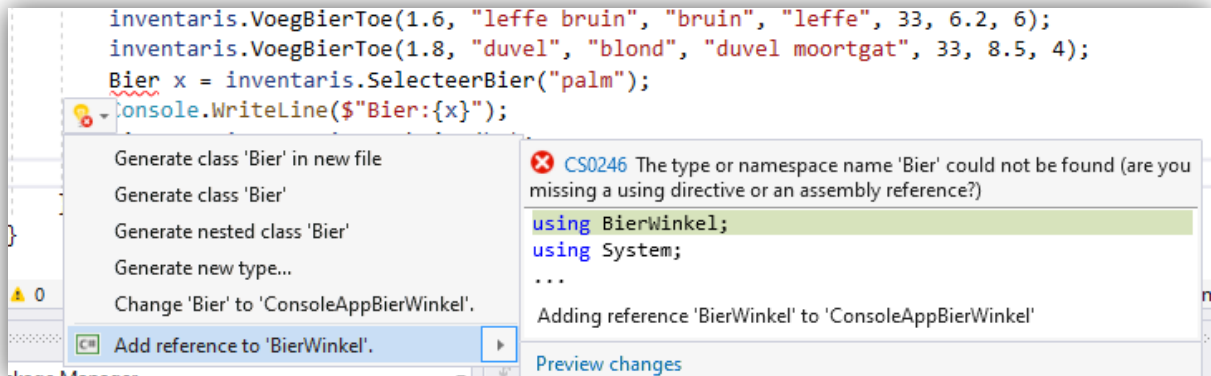 inventaris.VoegBierToe(1.6, "leffe bruin", "bruin", "leffe", 33, 6.2, 6);
inventaris.VoegBierToe(1.8, "duvel", "blond", "duvel moortgat", 33, 8.5, 4);
Bier x = inventaris.SelecteerBier("palm");
Console.WriteLine($"Bier:{x}");
Generate class 'Bier' in new file
Generate class 'Bier'
Generate nested class 'Bier'
Generate new type...
Change 'Bier' to 'ConsoleAppBierWinkel'.
Add reference to 'BierWinkel'.
CS0246 The type or namespace name 'Bier' could not be found (are you
missing a using directive or an assembly reference?)
using BierWinkel;
using System;
...
Adding reference 'BierWinkel' to 'ConsoleAppBierWinkel'
Preview changes
}
0